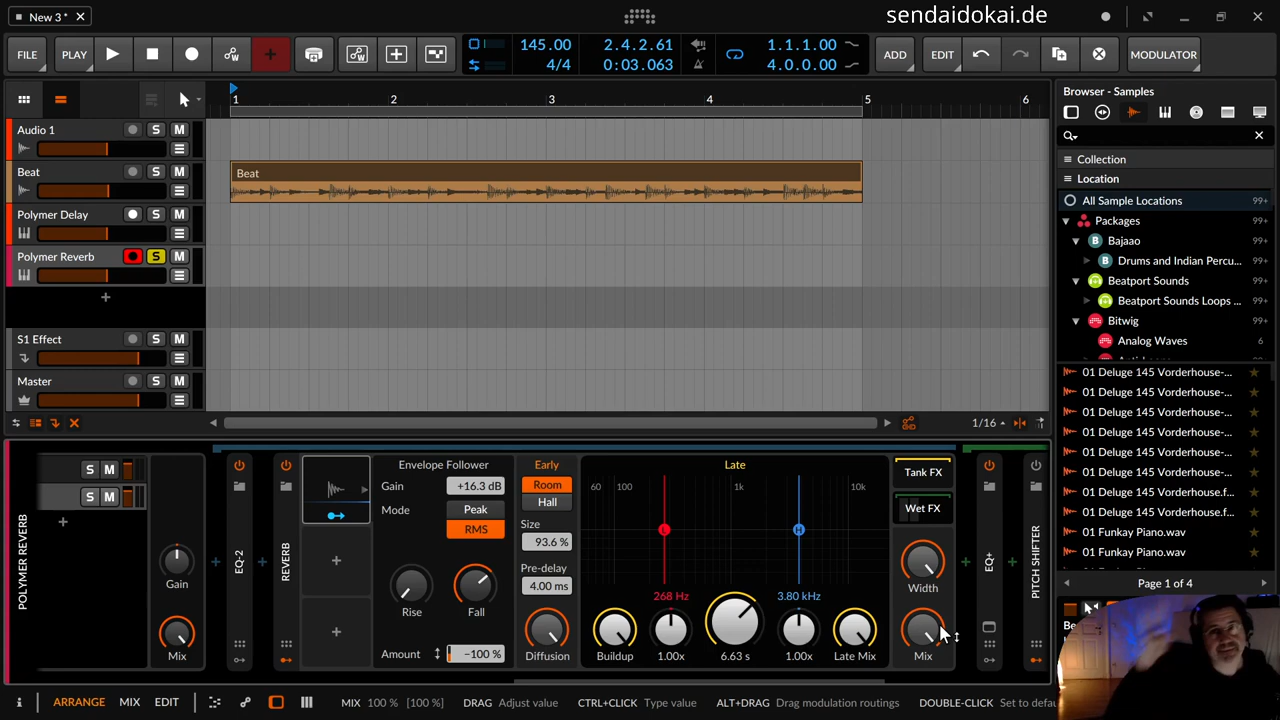 New 3*
sendaidokai.de
FILE
PLAY
145.00
4/4
2.4.2.61
0:03.063
1.1.1.00
4.0.0.00
ADD
EDIT
MODULATOR
1 2 3 4 5 6
Audio 1
S M
Beat
S M
Beat
Polymer Delay
S M
Polymer Reverb
S M
S1 Effect
S M
Master
S M
1/16
Browser - Samples
Collection
Location
All Sample Locations 99+
Packages 99+
Bajaao 99+
Drums and Indian Percu... 99+
Beatport Sounds 99+
Beatport Sounds Loops ... 99+
Bitwig 99+
Analog Waves 6
01 Deluge 145 Vorderhouse-...
01 Deluge 145 Vorderhouse-...
01 Deluge 145 Vorderhouse-...
01 Deluge 145 Vorderhouse-...
01 Deluge 145 Vorderhouse-...
01 Deluge 145 Vorderhouse-...
01 Deluge 145 Vorderhouse.f...
01 Deluge 145 Vorderhouse.f...
01 Funkay Piano.wav
01 Funkay Piano.wav
Page 1 of 4
POLYMER REVERB
S M
S M
Gain
Mix
EQ-2
REVERB
Envelope Follower
Gain +16.3 dB
Mode Peak
RMS
Rise
Fall
Amount −100 %
Early
Room
Hall
Size
93.6 %
Pre-delay
4.00 ms
Diffusion
Late
60 100 1k 10k
L
H
268 Hz
3.80 kHz
Buildup
1.00x
6.63 s
1.00x
Late Mix
Tank FX
Wet FX
Width
Mix
EQ+
PITCH SHIFTER
ARRANGE
MIX
EDIT
MIX 100 % [100 %]
DRAG Adjust value
CTRL+CLICK Type value
ALT+DRAG Drag modulation routings
DOUBLE-CLICK Set to defau